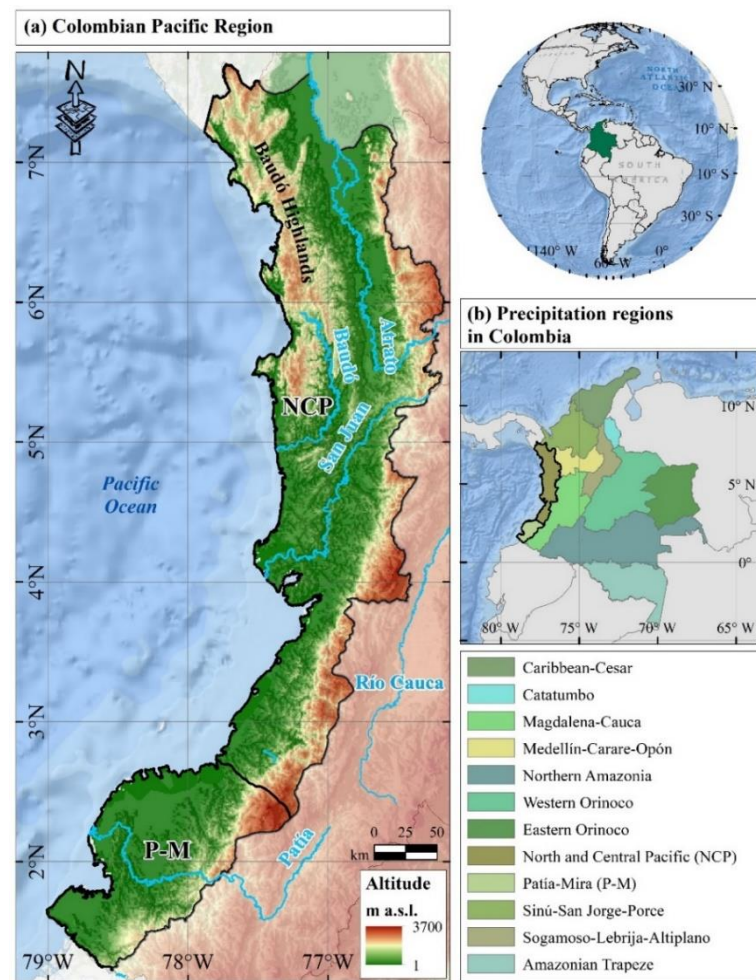 (a) Colombian Pacific Region
N
7°N
6°N
5°N
4°N
3°N
2°N
79°W
78°W
77°W
Baudó Highlands
Baudó
Atrato
NCP
San Juan
Pacific
Ocean
Río Cauca
P-M
Patía
0 25 50
km
Altitude
m a.s.l.
3700
1
NORTH
ATLANTIC
OCEAN
30° N
10° N
SOUTH
AMERICA
10° S
30° S
140° W
60° W
0°
(b) Precipitation regions
in Colombia
10° N
5° N
0°
80° W
75° W
70° W
65° W
Caribbean-Cesar
Catatumbo
Magdalena-Cauca
Medellín-Carare-Opón
Northern Amazonia
Western Orinoco
Eastern Orinoco
North and Central Pacific (NCP)
Patía-Mira (P-M)
Sinú-San Jorge-Porce
Sogamoso-Lebrija-Altiplano
Amazonian Trapeze